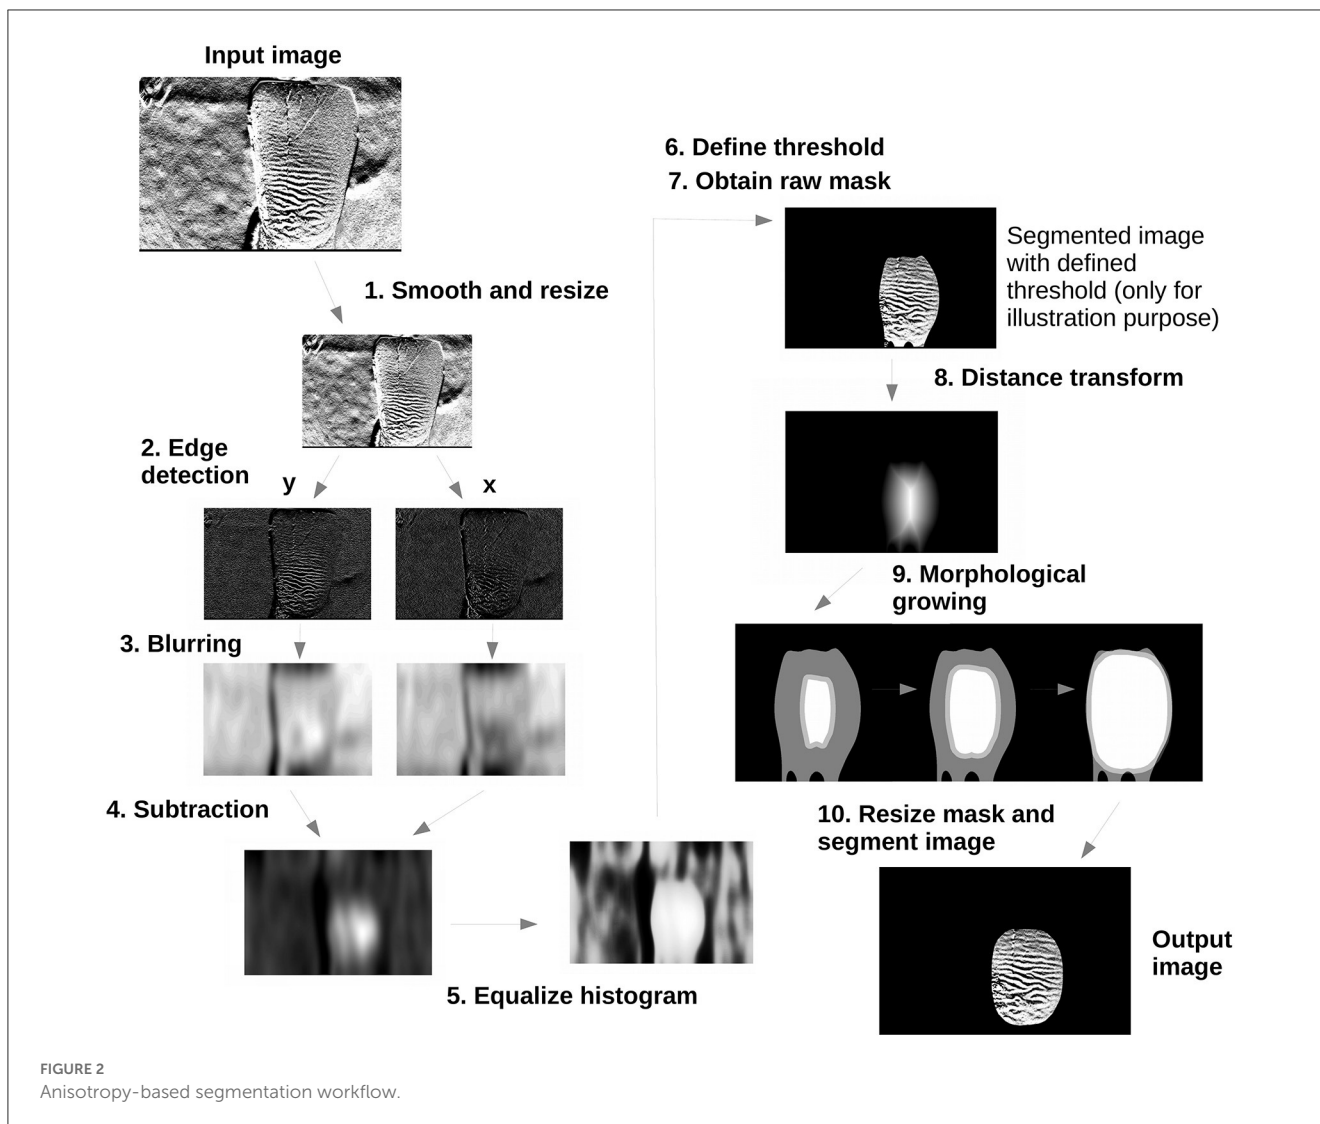 Input image
1. Smooth and resize
2. Edge
detection
y
x
3. Blurring
4. Subtraction
5. Equalize histogram
6. Define threshold
7. Obtain raw mask
Segmented image
with defined
threshold (only for
illustration purpose)
8. Distance transform
9. Morphological
growing
10. Resize mask and
segment image
Output
image
FIGURE 2
Anisotropy-based segmentation workflow.